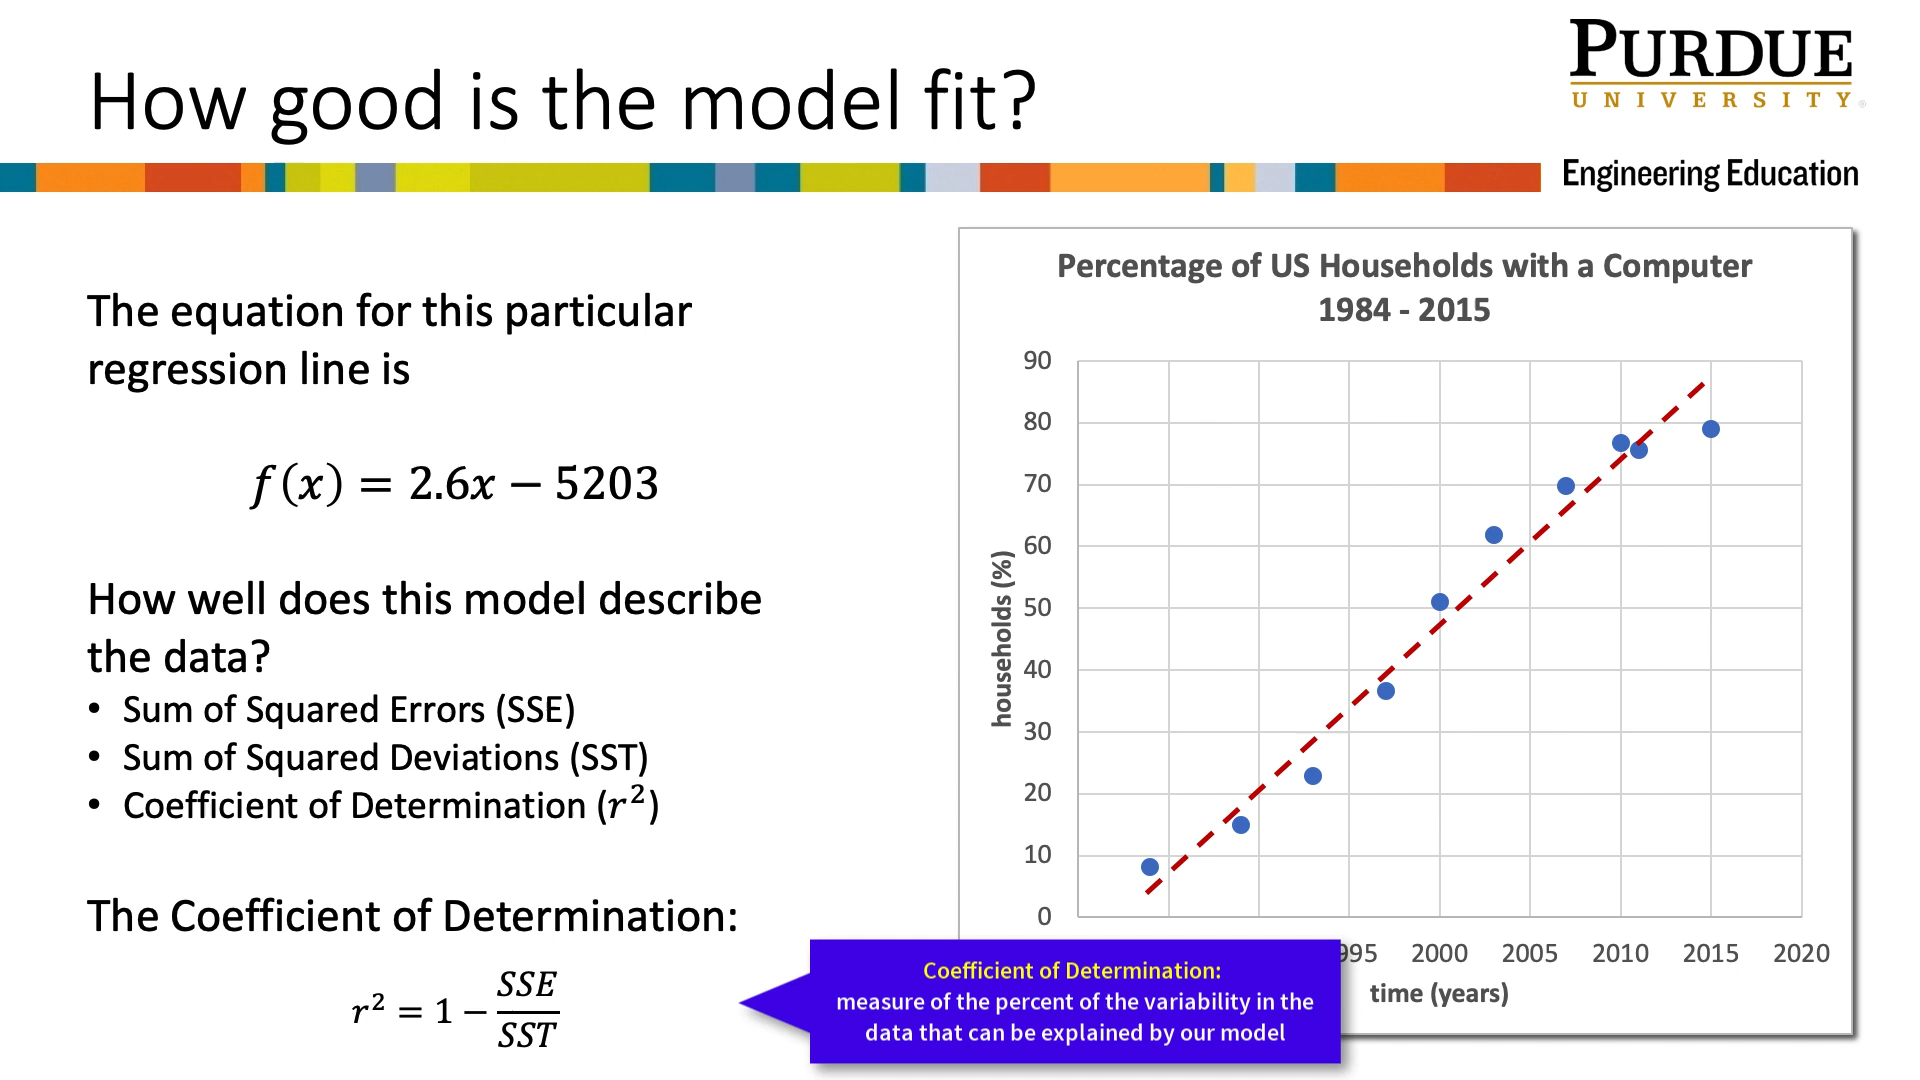 How good is the model fit?
PURDUE
UNIVERSITY
Engineering Education
The equation for this particular
regression line is
f(x) = 2.6x − 5203
How well does this model describe
the data?
• Sum of Squared Errors (SSE)
• Sum of Squared Deviations (SST)
• Coefficient of Determination (r²)
The Coefficient of Determination:
r² = 1 − SSE/SST
Percentage of US Households with a Computer
1984 - 2015
90
80
70
60
50
40
30
20
10
0
households (%)
995 2000 2005 2010 2015 2020
time (years)
Coefficient of Determination:
measure of the percent of the variability in the
data that can be explained by our model